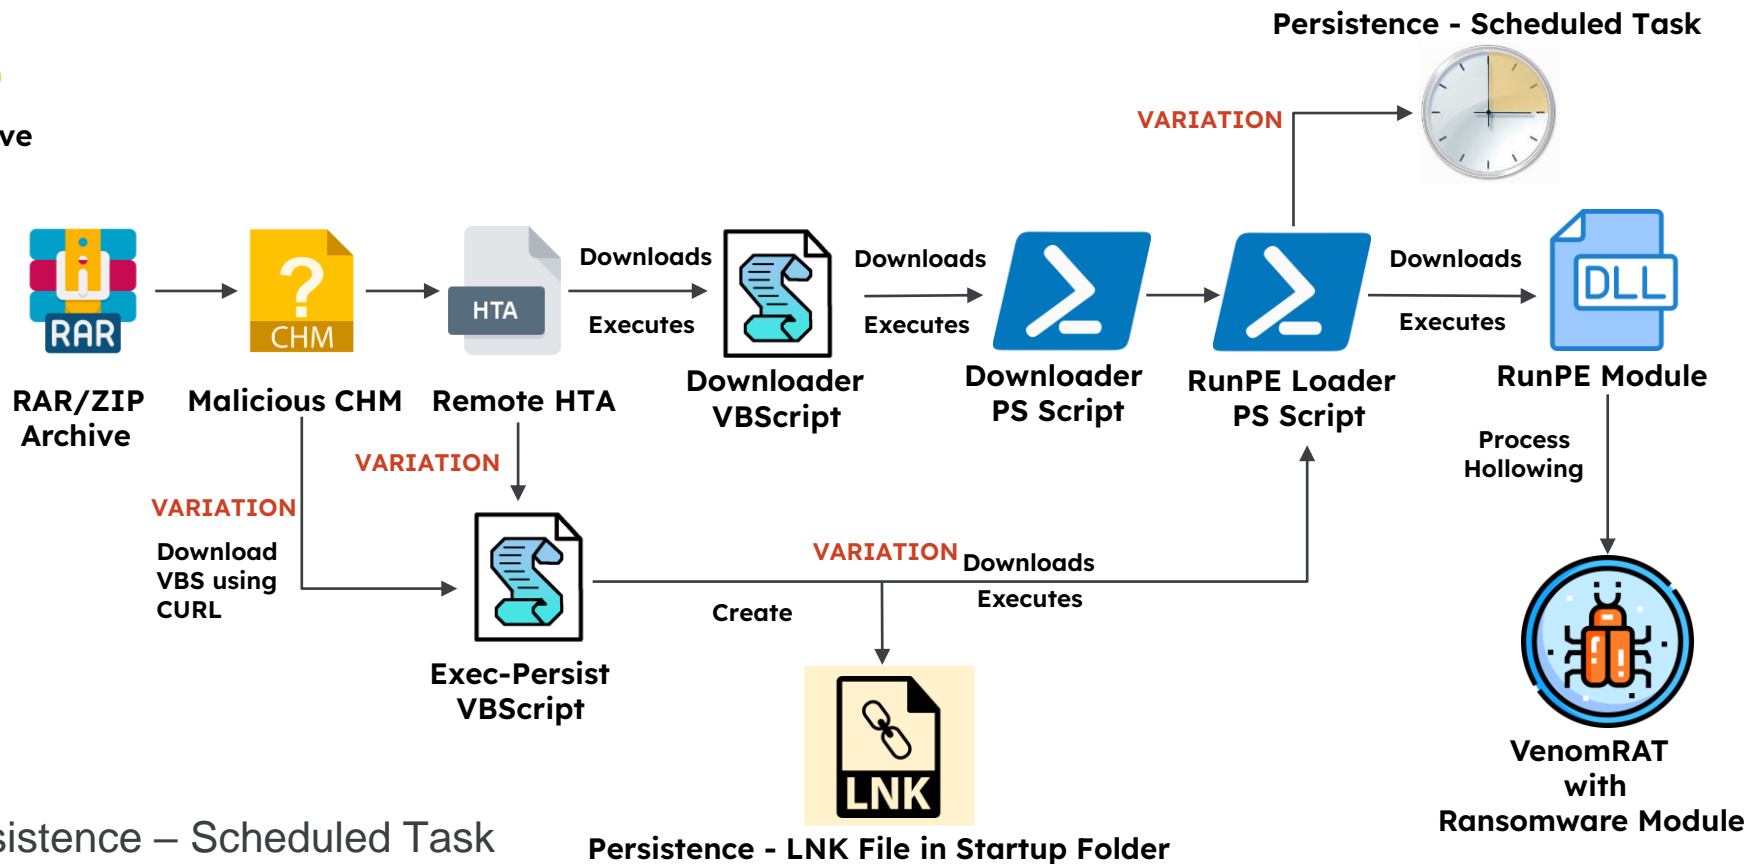 Persistence - Scheduled Task
ve
VARIATION
RAR
CHM
HTA
Downloads
Executes
Downloads
Executes
Downloads
Executes
DLL
RAR/ZIP
Archive
Malicious CHM
Remote HTA
Downloader
VBScript
Downloader
PS Script
RunPE Loader
PS Script
RunPE Module
VARIATION
Process
Hollowing
VARIATION
Download
VBS using
CURL
VARIATION
Downloads
Executes
Create
Exec-Persist
VBScript
LNK
VenomRAT
with
Ransomware Module
sistence – Scheduled Task
Persistence - LNK File in Startup Folder